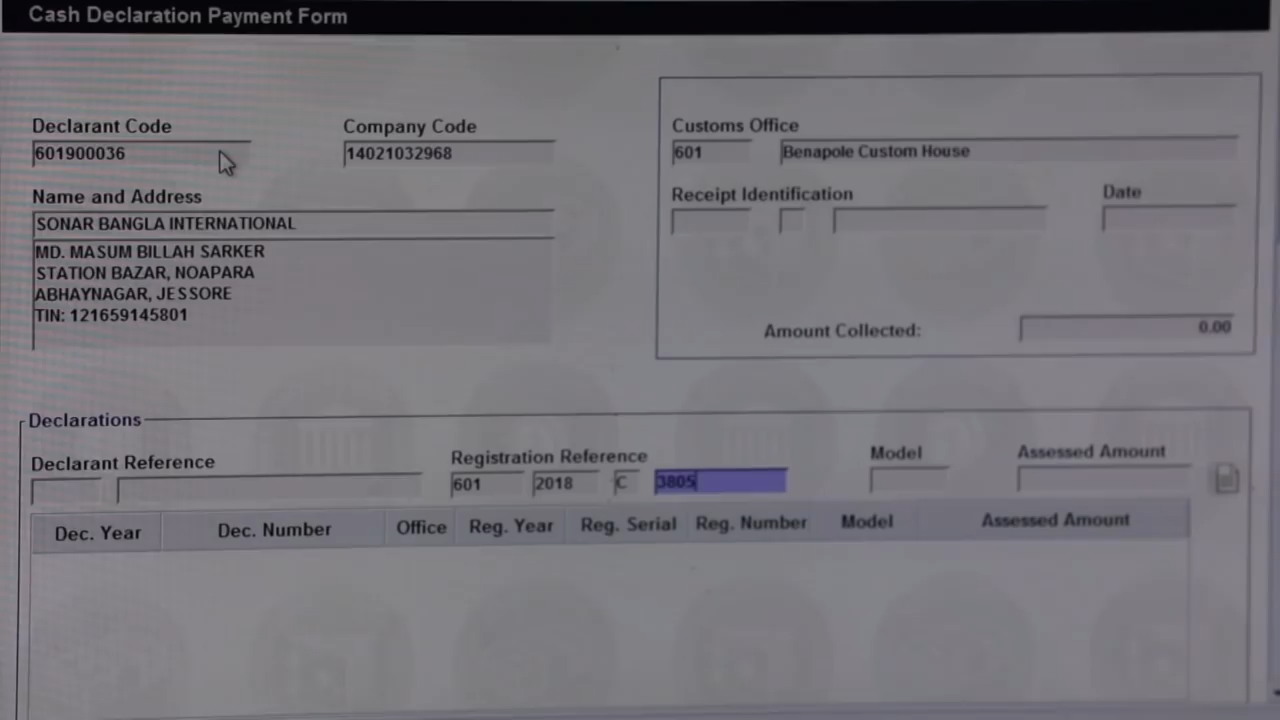 Cash Declaration Payment Form
Declarant Code
601900036
Company Code
14021032968
Name and Address
SONAR BANGLA INTERNATIONAL
MD. MASUM BILLAH SARKER
STATION BAZAR, NOAPARA
ABHAYNAGAR, JESSORE
TIN: 121659145801
Customs Office
601 Benapole Custom House
Receipt Identification
Date
Amount Collected: 0.00
Declarations
Declarant Reference
Registration Reference
601 2018 C 3805
Model
Assessed Amount
Dec. Year Dec. Number Office Reg. Year Reg. Serial Reg. Number Model Assessed Amount